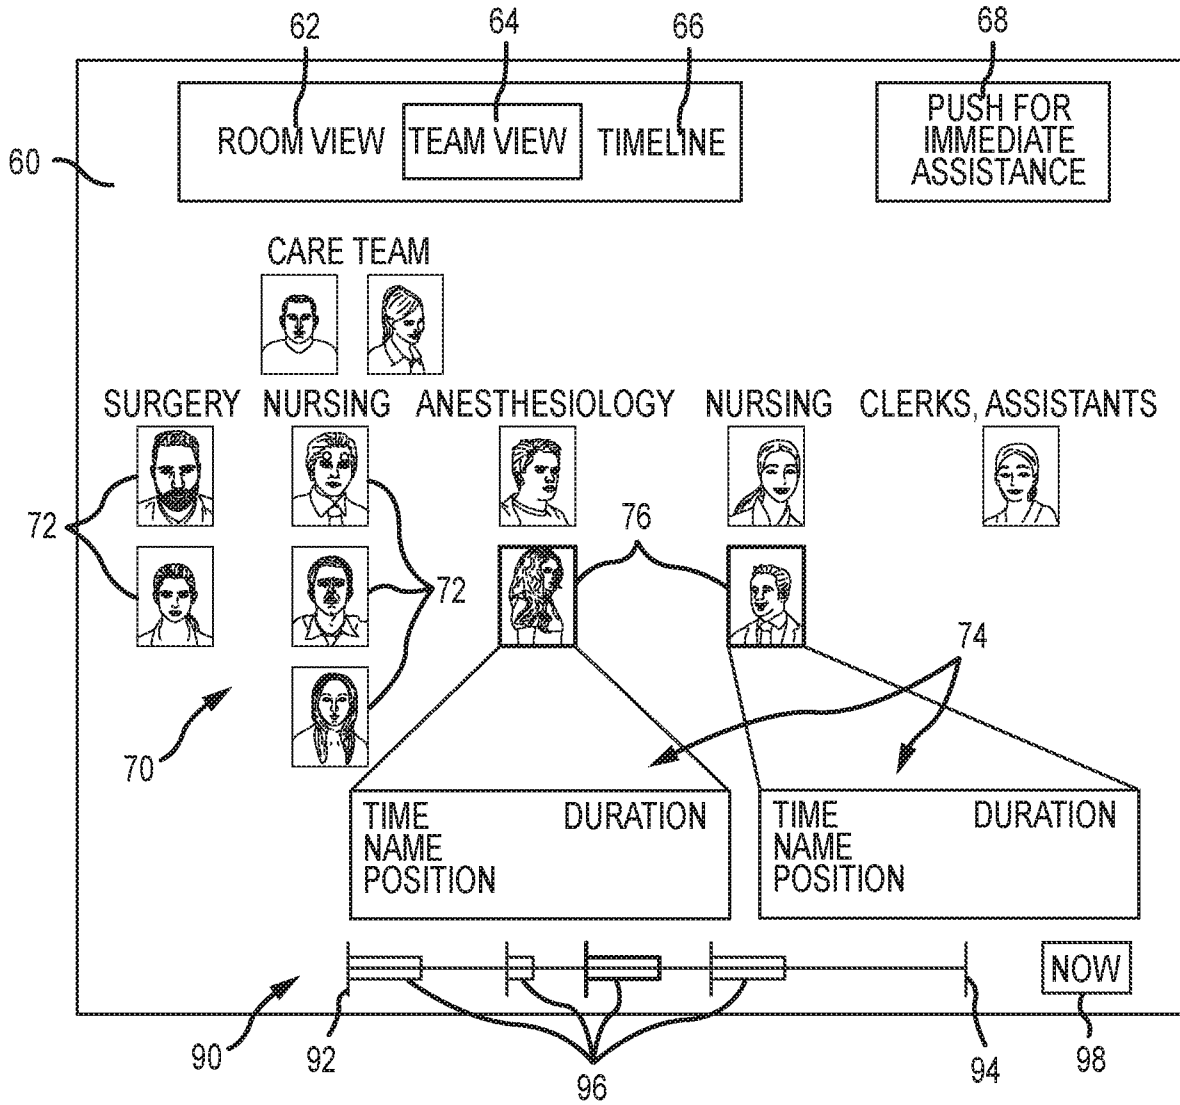 62
64
66
68
ROOM VIEW
TEAM VIEW
TIMELINE
PUSH FOR
IMMEDIATE
ASSISTANCE
60
CARE TEAM
SURGERY
NURSING
ANESTHESIOLOGY
NURSING
CLERKS, ASSISTANTS
72
76
72
74
70
TIME DURATION
NAME
POSITION
TIME DURATION
NAME
POSITION
NOW
90
92
96
94
98